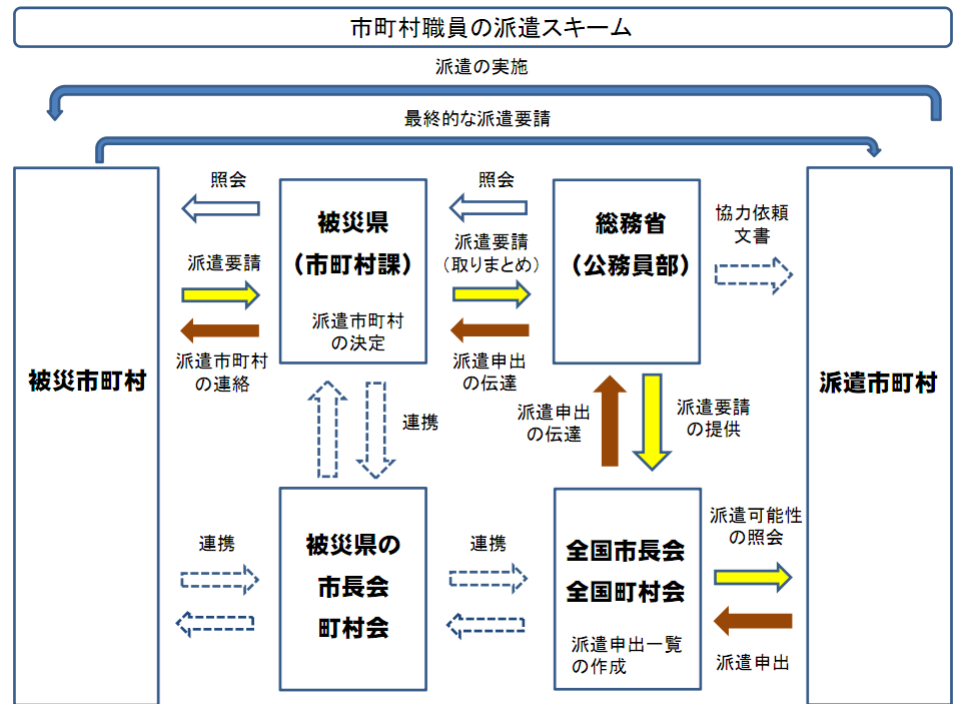 市町村職員の派遣スキーム
派遣の実施
最終的な派遣要請
照会
照会
被災県
(市町村課)
総務省
(公務員部)
協力依頼
文書
派遣要請
派遣要請
(取りまとめ)
派遣市町村
の決定
派遣市町村
の連絡
派遣申出
の伝達
被災市町村
派遣市町村
連携
派遣申出
の伝達
派遣要請
の提供
連携
被災県の
市長会
町村会
連携
全国市長会
全国町村会
派遣申出一覧
の作成
派遣可能性
の照会
派遣申出